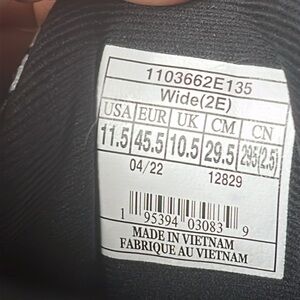 1103662E135
Wide(2E)
USA EUR UK CM CN
11.5 45.5 10.5 29.5 295(2.5)
04/22 12829
1 95394 03083 9
MADE IN VIETNAM
FABRIQUE AU VIETNAM